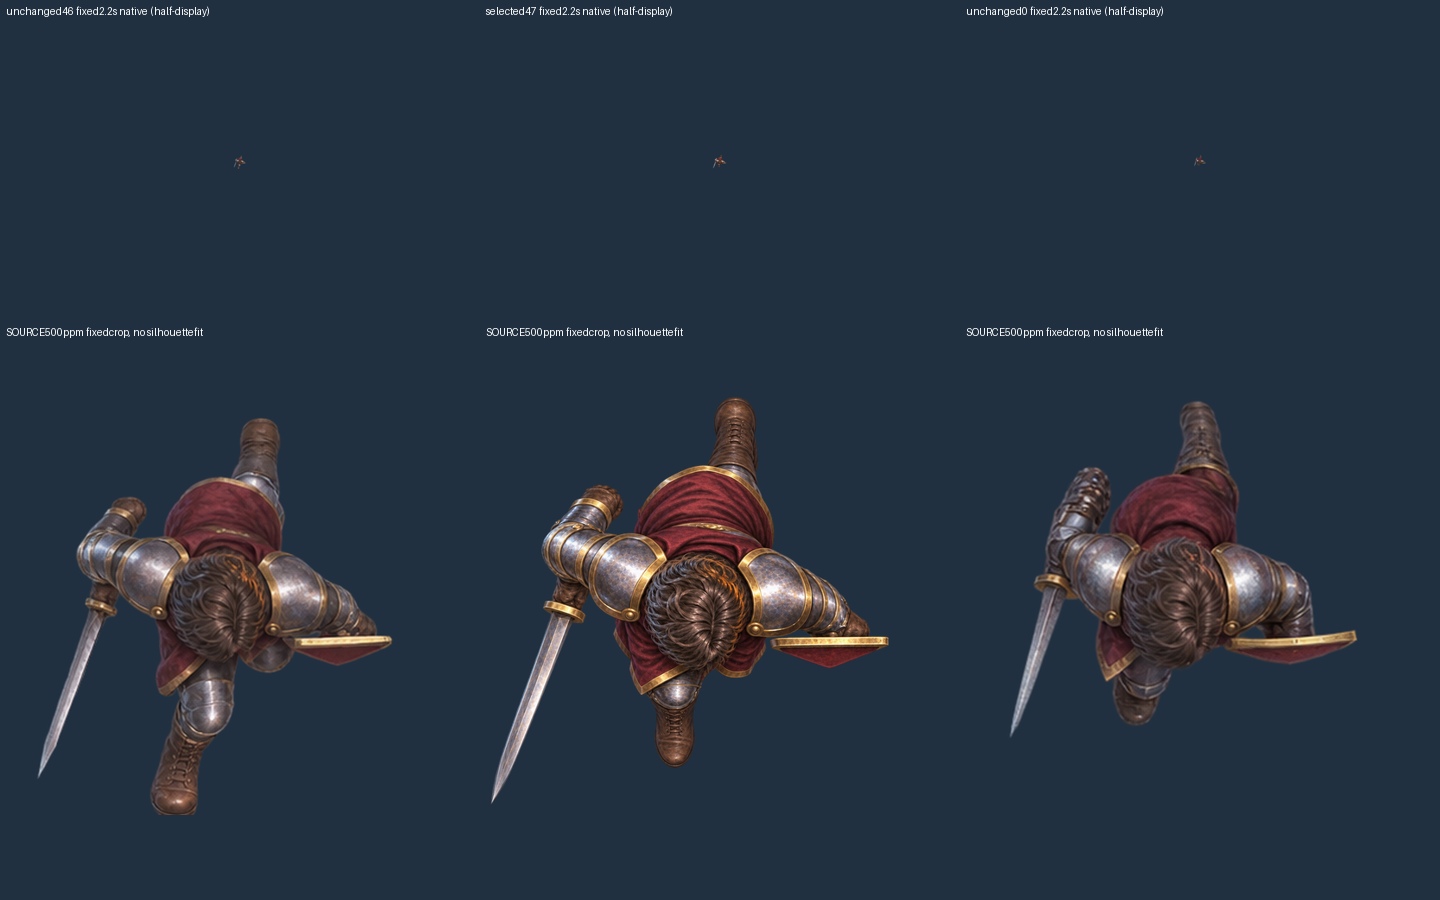 unchanged46 fixed2.2s native (half-display)
selected47 fixed2.2s native (half-display)
unchanged0 fixed2.2s native (half-display)
SOURCE500ppm fixedcrop, nosilhouettefit
SOURCE500ppm fixedcrop, nosilhouettefit
SOURCE500ppm fixedcrop, nosilhouettefit